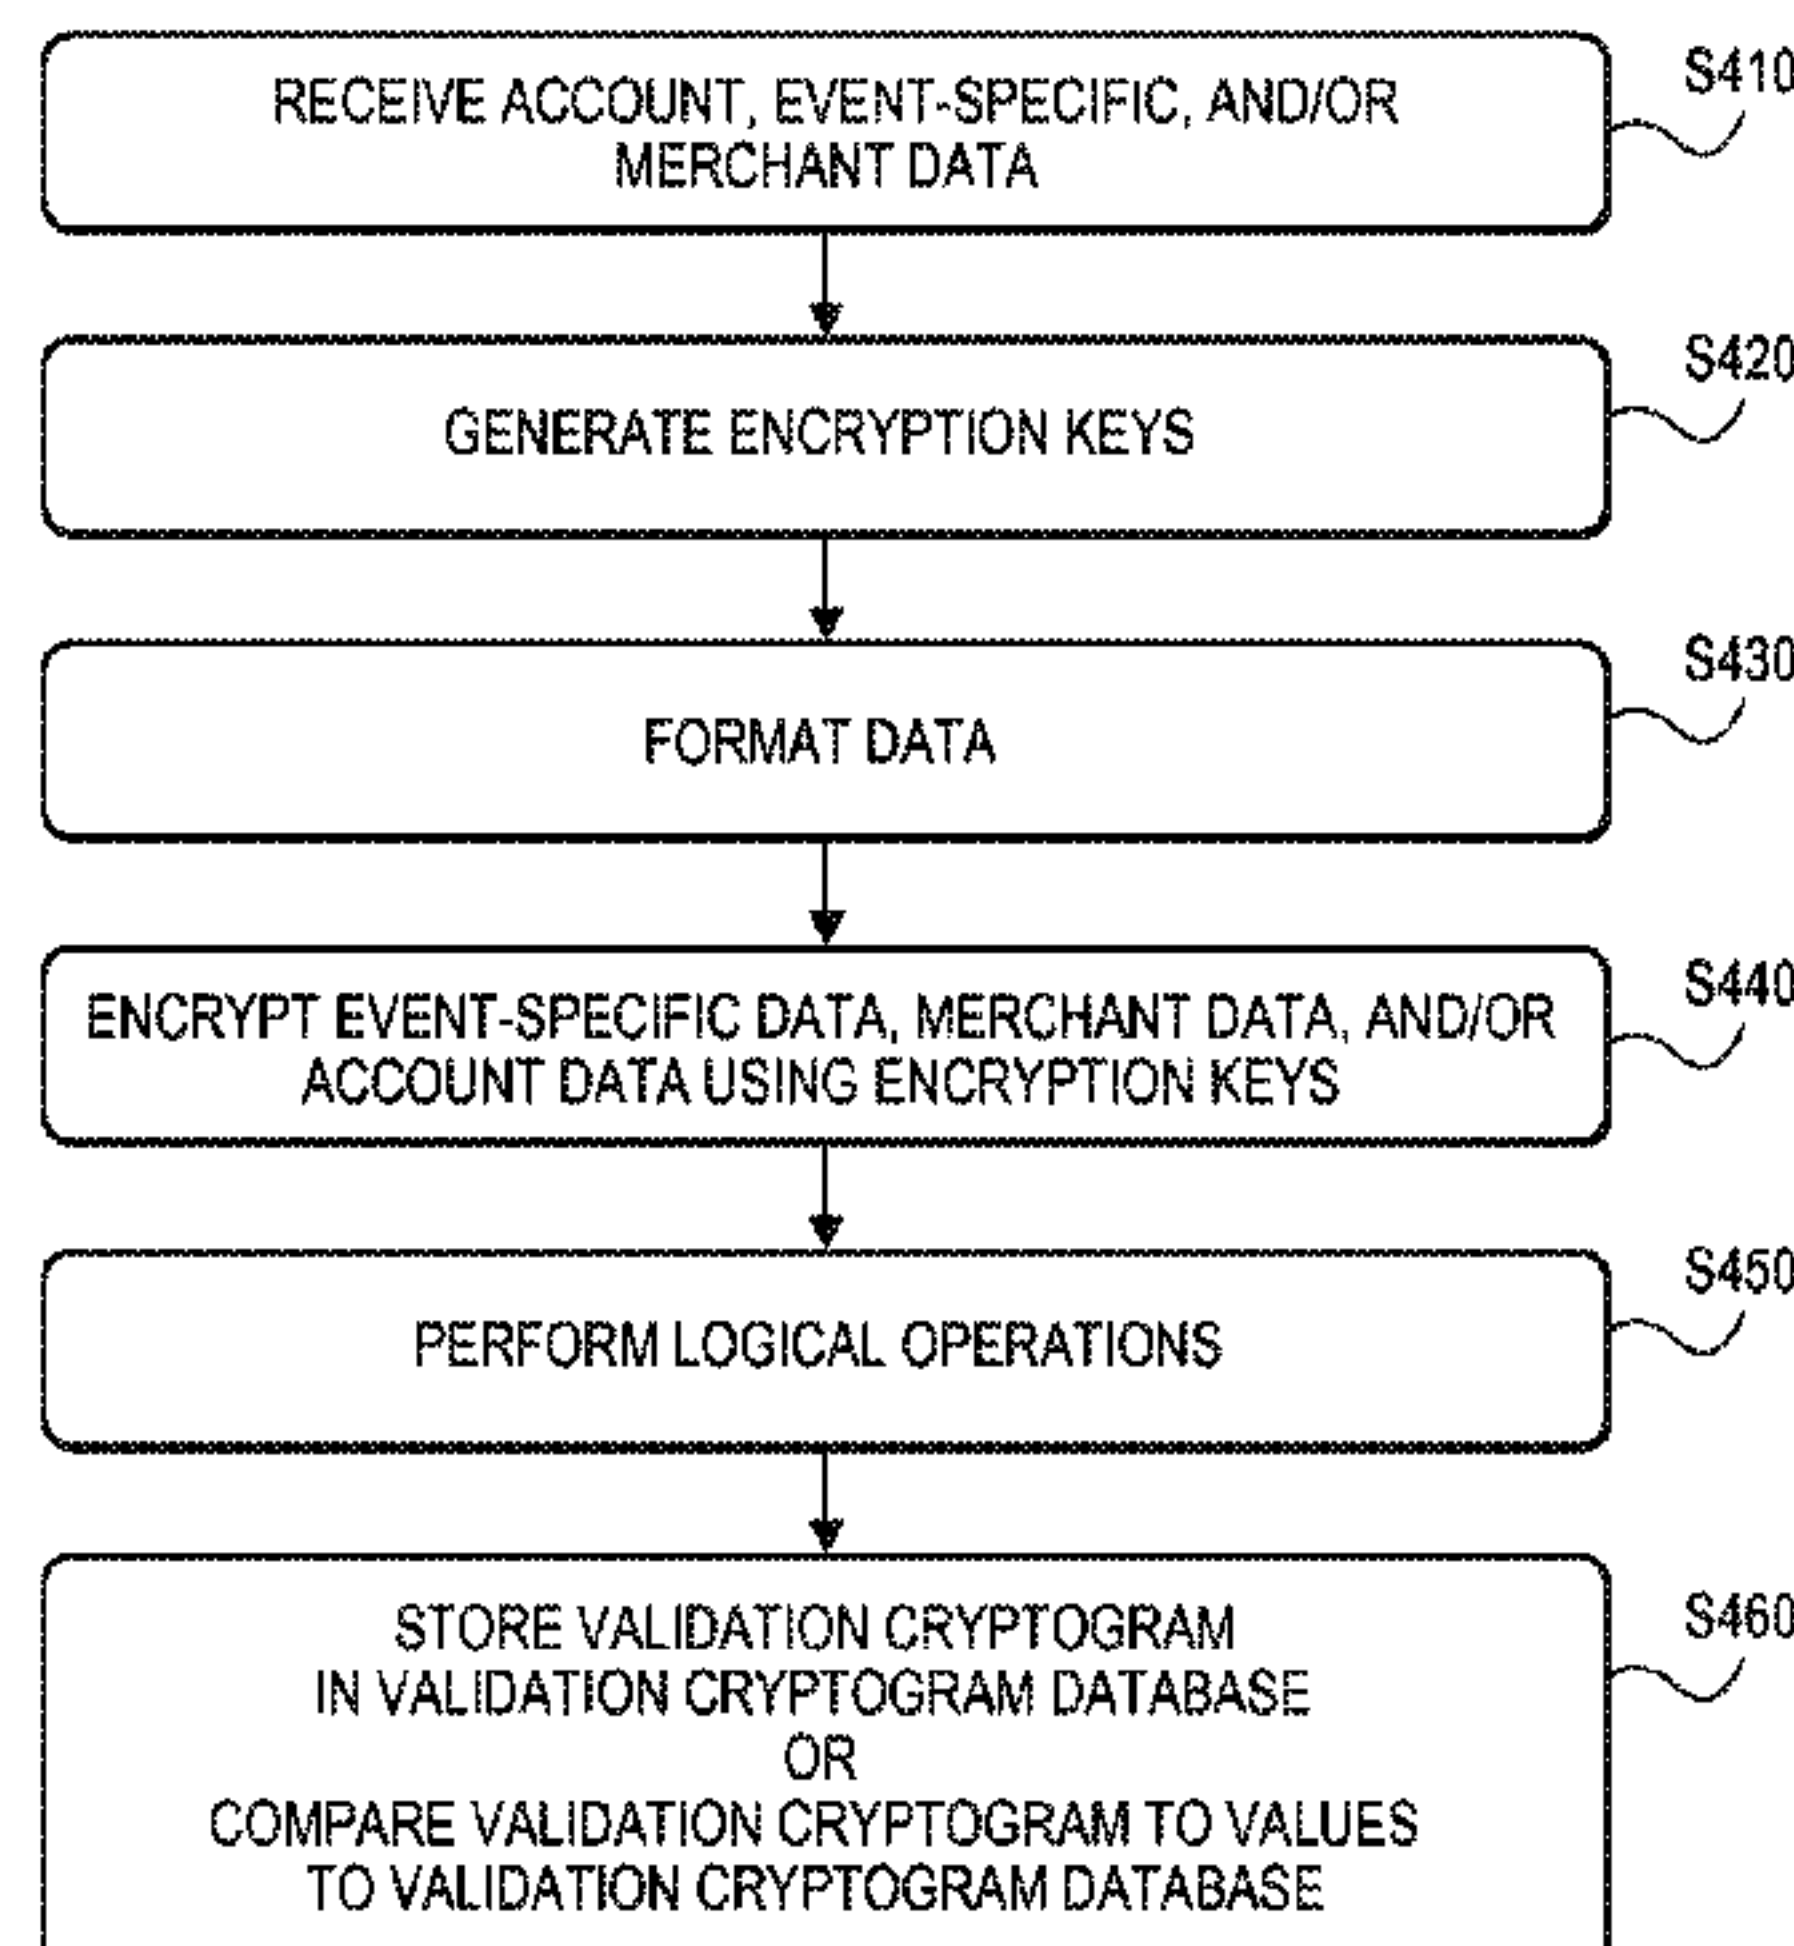 RECEIVE ACCOUNT, EVENT-SPECIFIC, AND/OR
MERCHANT DATA
S410
GENERATE ENCRYPTION KEYS
S420
FORMAT DATA
S430
ENCRYPT EVENT-SPECIFIC DATA, MERCHANT DATA, AND/OR
ACCOUNT DATA USING ENCRYPTION KEYS
S440
PERFORM LOGICAL OPERATIONS
S450
STORE VALIDATION CRYPTOGRAM
IN VALIDATION CRYPTOGRAM DATABASE
OR
COMPARE VALIDATION CRYPTOGRAM TO VALUES
TO VALIDATION CRYPTOGRAM DATABASE
S460